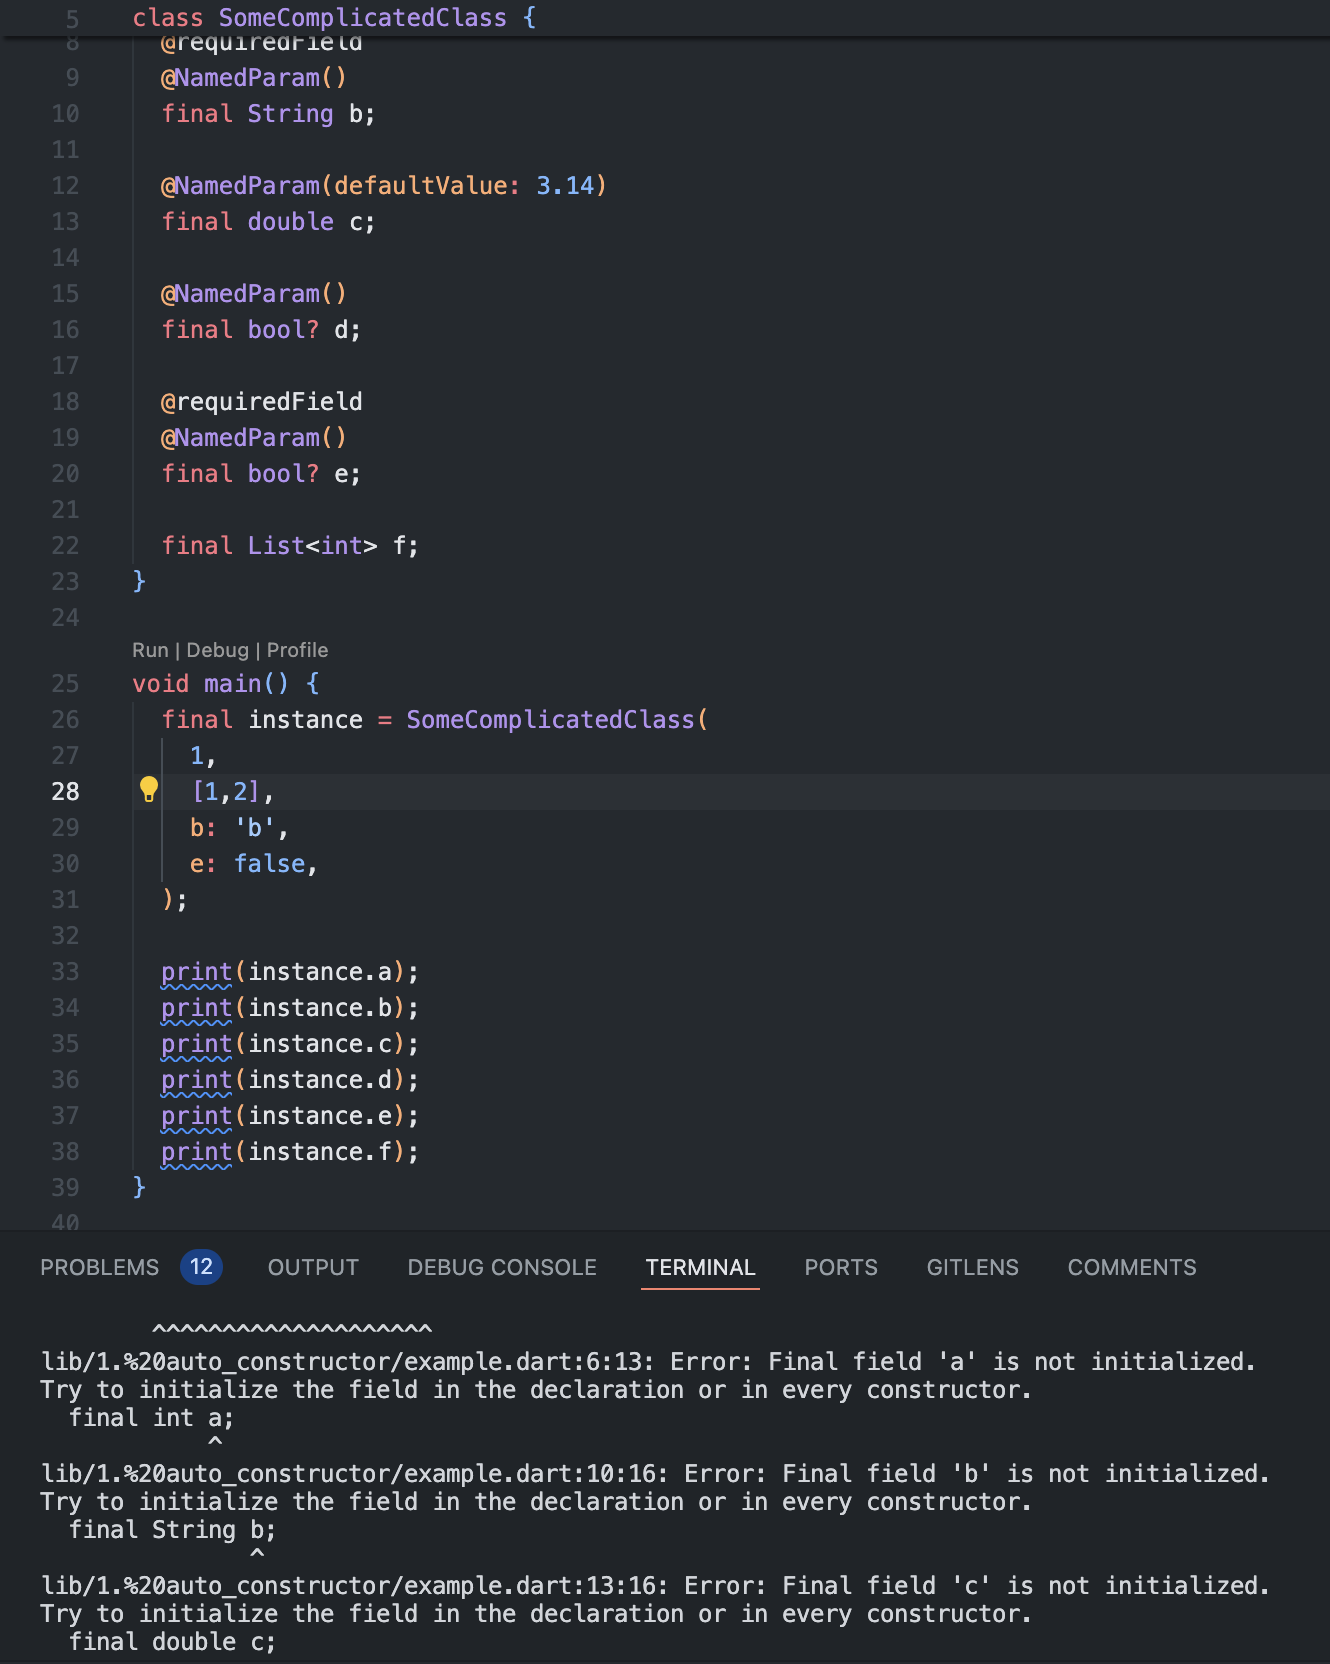 5 class SomeComplicatedClass {
8 @requiredField
9 @NamedParam()
10 final String b;
11
12 @NamedParam(defaultValue: 3.14)
13 final double c;
14
15 @NamedParam()
16 final bool? d;
17
18 @requiredField
19 @NamedParam()
20 final bool? e;
21
22 final List<int> f;
23 }
24
Run | Debug | Profile
25 void main() {
26 final instance = SomeComplicatedClass(
27 1,
28 [1,2],
29 b: 'b',
30 e: false,
31 );
32
33 print(instance.a);
34 print(instance.b);
35 print(instance.c);
36 print(instance.d);
37 print(instance.e);
38 print(instance.f);
39 }
40
PROBLEMS 12 OUTPUT DEBUG CONSOLE TERMINAL PORTS GITLENS COMMENTS
^^^^^^^^^^^^^^^^^^^^
lib/1.%20auto_constructor/example.dart:6:13: Error: Final field 'a' is not initialized.
Try to initialize the field in the declaration or in every constructor.
final int a;
^
lib/1.%20auto_constructor/example.dart:10:16: Error: Final field 'b' is not initialized.
Try to initialize the field in the declaration or in every constructor.
final String b;
^
lib/1.%20auto_constructor/example.dart:13:16: Error: Final field 'c' is not initialized.
Try to initialize the field in the declaration or in every constructor.
final double c;